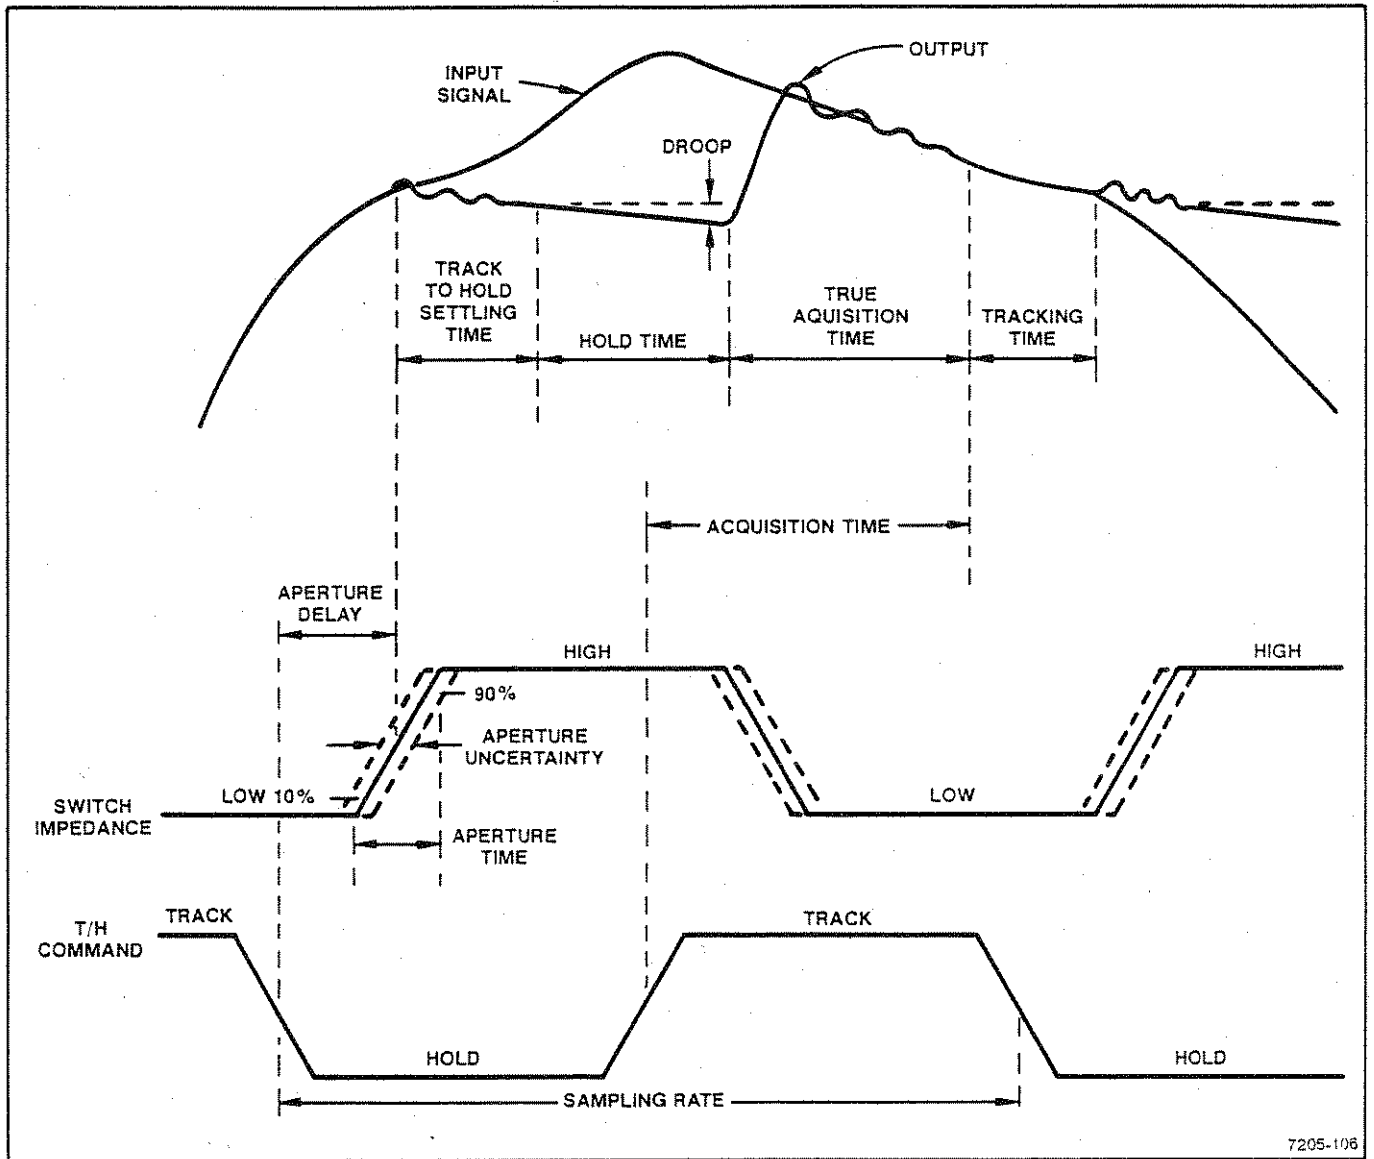 OUTPUT
INPUT
SIGNAL
DROOP
TRACK
TO HOLD
SETTLING
TIME
HOLD TIME
TRUE
AQUISITION
TIME
TRACKING
TIME
ACQUISITION TIME
APERTURE
DELAY
HIGH
HIGH
90%
APERTURE
UNCERTAINTY
LOW 10%
LOW
SWITCH
IMPEDANCE
APERTURE
TIME
TRACK
TRACK
T/H
COMMAND
HOLD
HOLD
SAMPLING RATE
7205-106